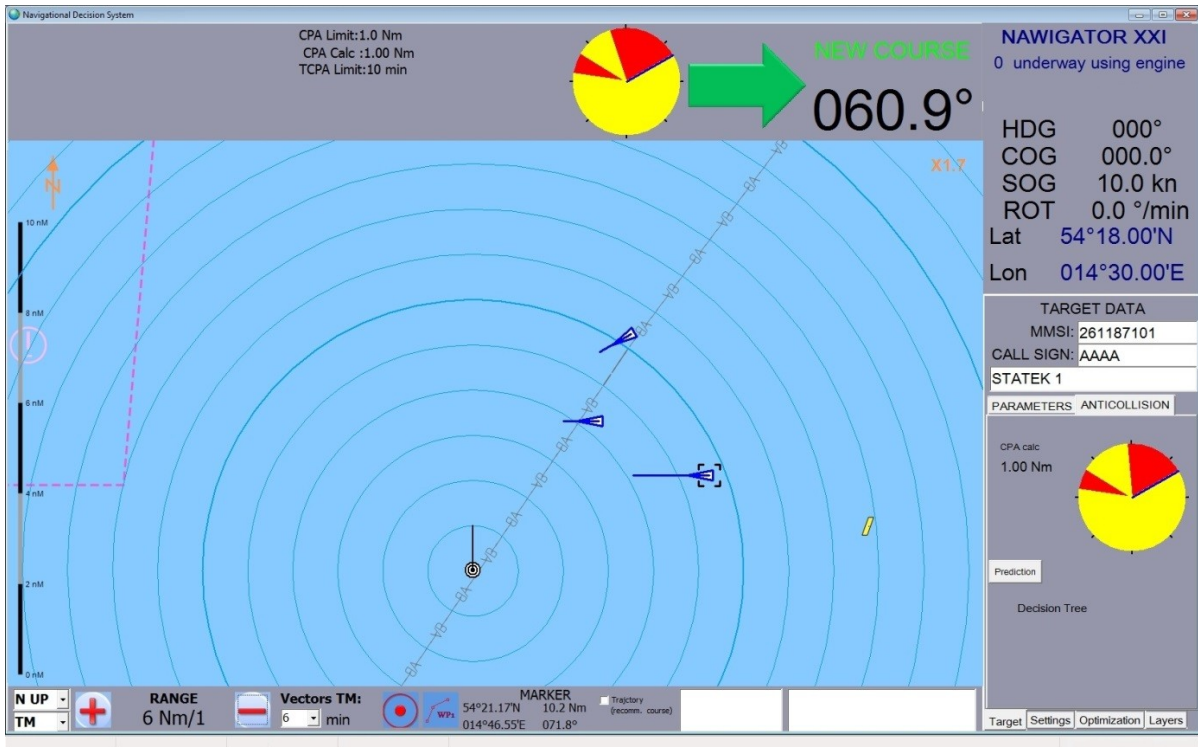 Navigational Decision System
CPA Limit:1.0 Nm
CPA Calc :1.00 Nm
TCPA Limit:10 min
NEW COURSE
060.9°
NAWIGATOR XXI
0 underway using engine
HDG 000°
COG 000.0°
SOG 10.0 kn
ROT 0.0 °/min
Lat 54°18.00'N
Lon 014°30.00'E
TARGET DATA
MMSI: 261187101
CALL SIGN: AAAA
STATEK 1
PARAMETERS ANTICOLLISION
CPA calc
1.00 Nm
Prediction
Decision Tree
Target Settings Optimization Layers
N
X1.7
10 nM
8 nM
6 nM
4 nM
2 nM
0 nM
N UP
TM
RANGE
6 Nm/1
Vectors TM:
6 min
WP1
MARKER
54°21.17'N 10.2 Nm
014°46.55'E 071.8°
Trajctory
(recomm. course)